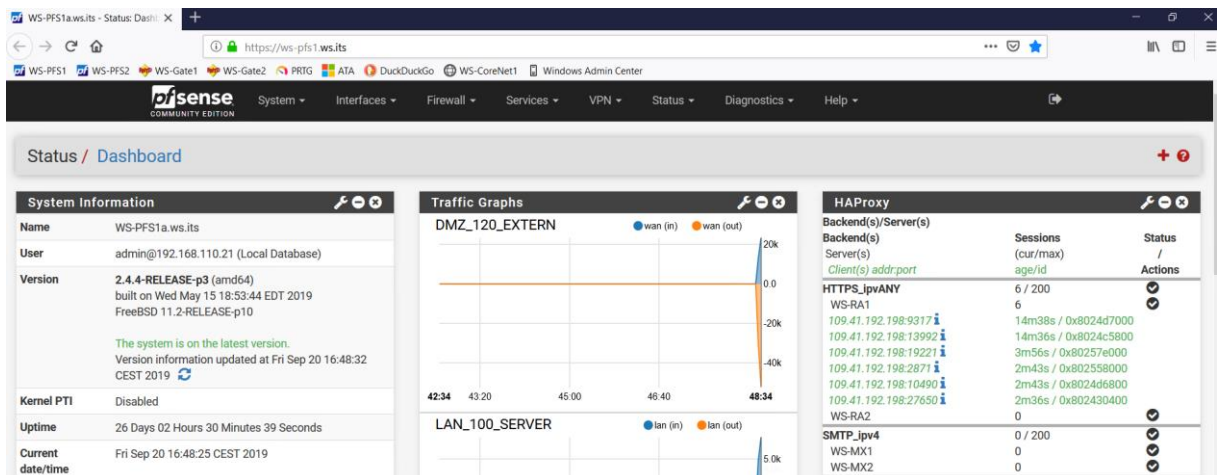 WS-PFS1a.ws.its - Status: Dash
https://ws-pfs1.ws.its
WS-PFS1 WS-PFS2 WS-Gate1 WS-Gate2 PRTG ATA DuckDuckGo WS-CoreNet1 Windows Admin Center
pfsense
COMMUNITY EDITION
System Interfaces Firewall Services VPN Status Diagnostics Help
Status / Dashboard
System Information
Name WS-PFS1a.ws.its
User admin@192.168.110.21 (Local Database)
Version 2.4.4-RELEASE-p3 (amd64)
built on Wed May 15 18:53:44 EDT 2019
FreeBSD 11.2-RELEASE-p10
The system is on the latest version.
Version information updated at Fri Sep 20 16:48:32
CEST 2019
Kernel PTI Disabled
Uptime 26 Days 02 Hours 30 Minutes 39 Seconds
Current Fri Sep 20 16:48:25 CEST 2019
date/time
Traffic Graphs
DMZ_120_EXTERN wan (in) wan (out)
20k
0.0
-20k
-40k
42:34 43:20 45:00 46:40 48:34
LAN_100_SERVER lan (in) lan (out)
5.0k
HAProxy
Backend(s)/Server(s)
Backend(s) Sessions Status
Server(s) (cur/max) /
Client(s) addr:port age/id Actions
HTTPS_ipvANY 6 / 200
WS-RA1 6
109.41.192.198:9317 14m38s / 0x8024d7000
109.41.192.198:13992 14m36s / 0x8024c5800
109.41.192.198:19221 3m56s / 0x80257e000
109.41.192.198:2871 2m43s / 0x802558000
109.41.192.198:10490 2m43s / 0x8024d6800
109.41.192.198:27650 2m36s / 0x802430400
WS-RA2 0
SMTP_ipv4 0 / 200
WS-MX1 0
WS-MX2 0